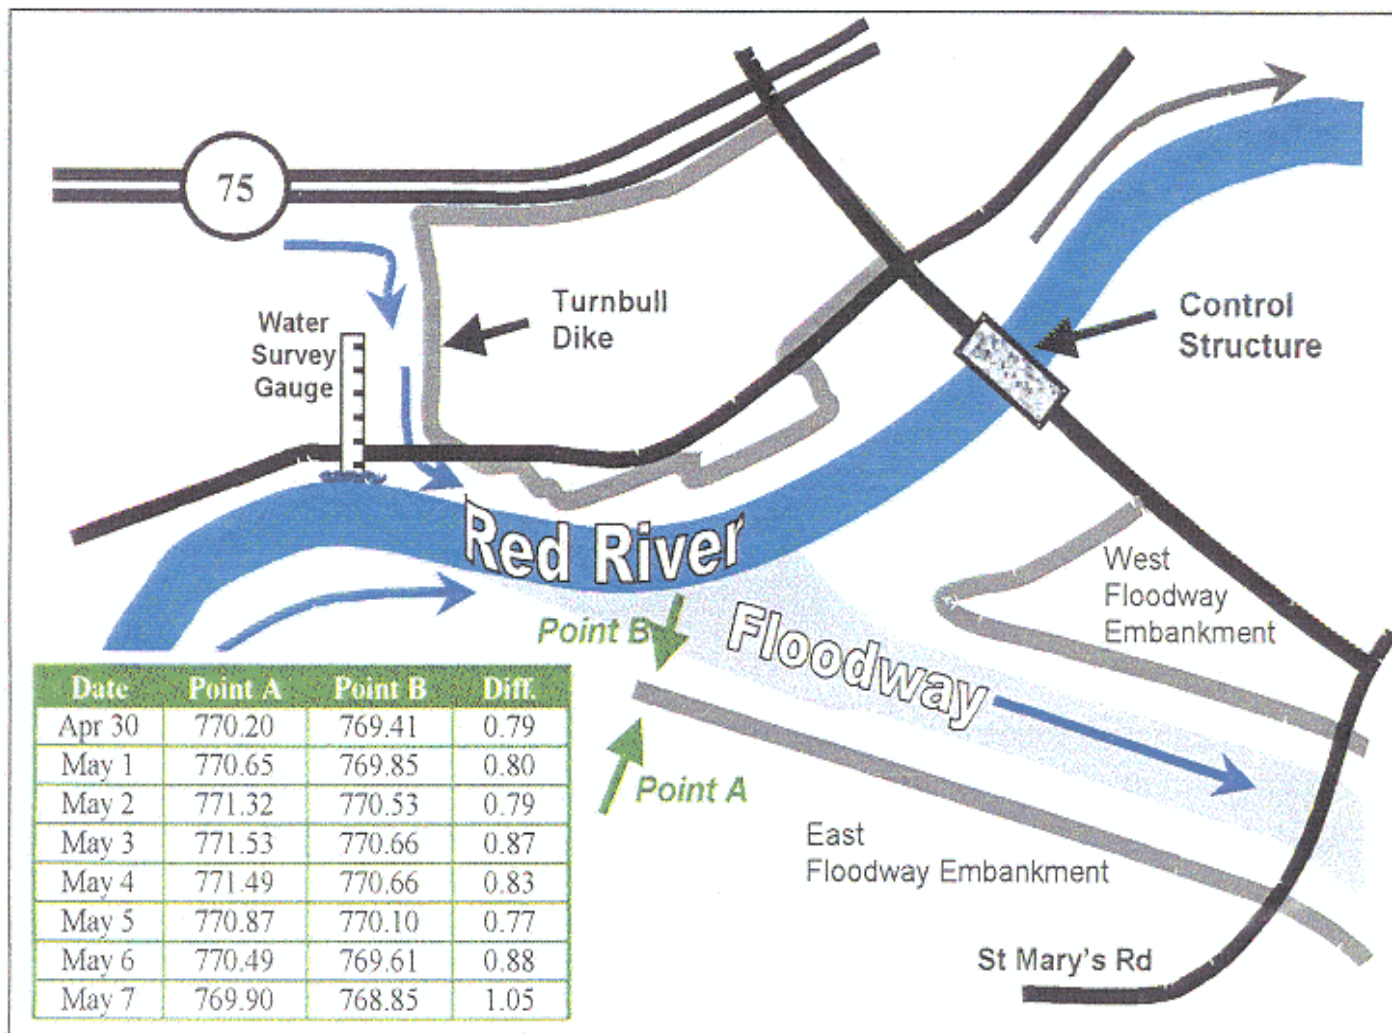 75
Turnbull
Dike
Water
Survey
Gauge
Control
Structure
Red River
West
Floodway
Embankment
Point B
Floodway
Date Point A Point B Diff.
Apr 30 770.20 769.41 0.79
May 1 770.65 769.85 0.80
May 2 771.32 770.53 0.79
May 3 771.53 770.66 0.87
May 4 771.49 770.66 0.83
May 5 770.87 770.10 0.77
May 6 770.49 769.61 0.88
May 7 769.90 768.85 1.05
Point A
East
Floodway Embankment
St Mary's Rd